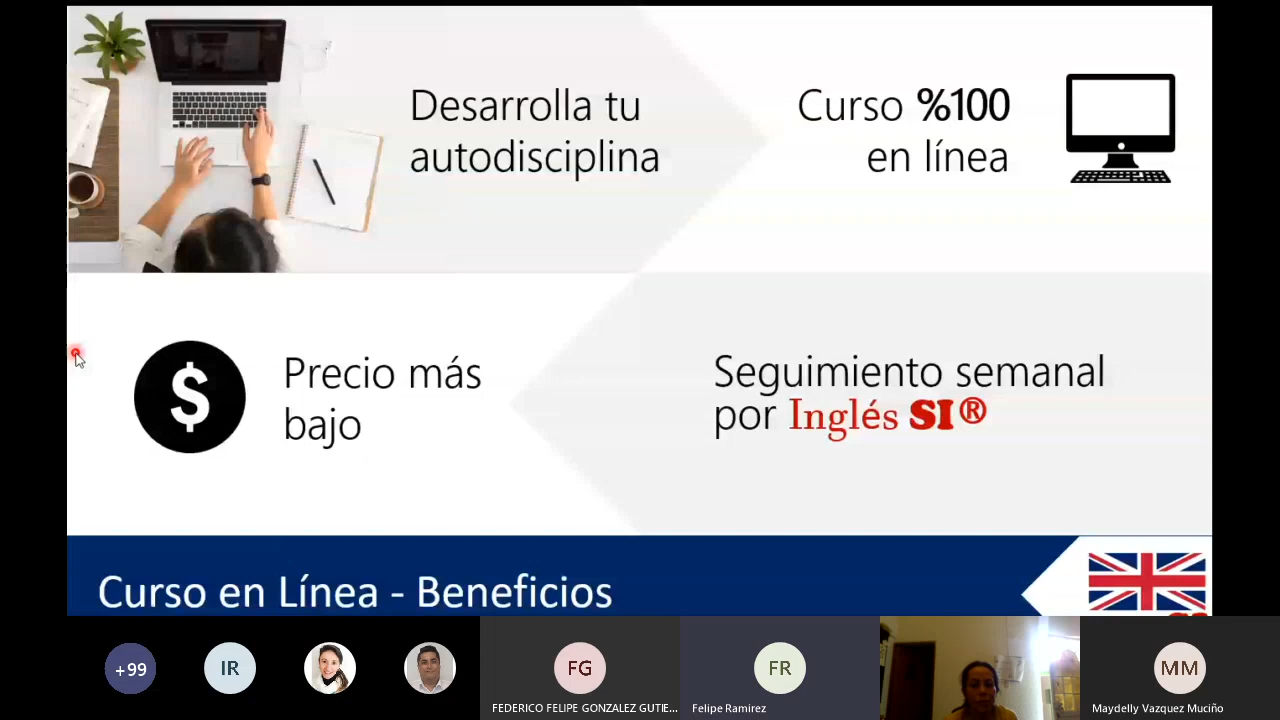 Desarrolla tu
autodisciplina
Curso %100
en línea
$
Precio más
bajo
Seguimiento semanal
por Inglés SI®
Curso en Línea - Beneficios
+99
IR
FG
FR
MM
FEDERICO FELIPE GONZALEZ GUTIE...
Felipe Ramirez
Maydelly Vazquez Muciño